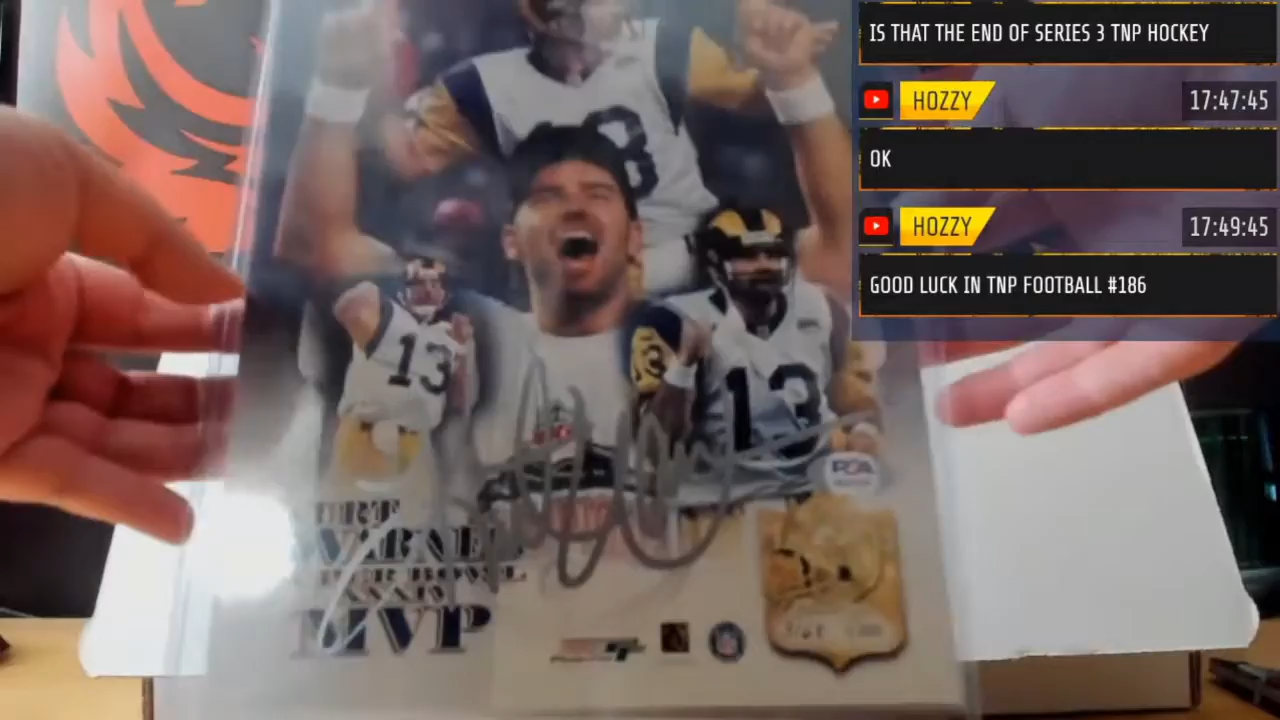 IS THAT THE END OF SERIES 3 TNP HOCKEY
HOZZY
17:47:45
OK
HOZZY
17:49:45
GOOD LUCK IN TNP FOOTBALL #186
13
13
13
PSA
WARNER
SUPER BOWL
MVP